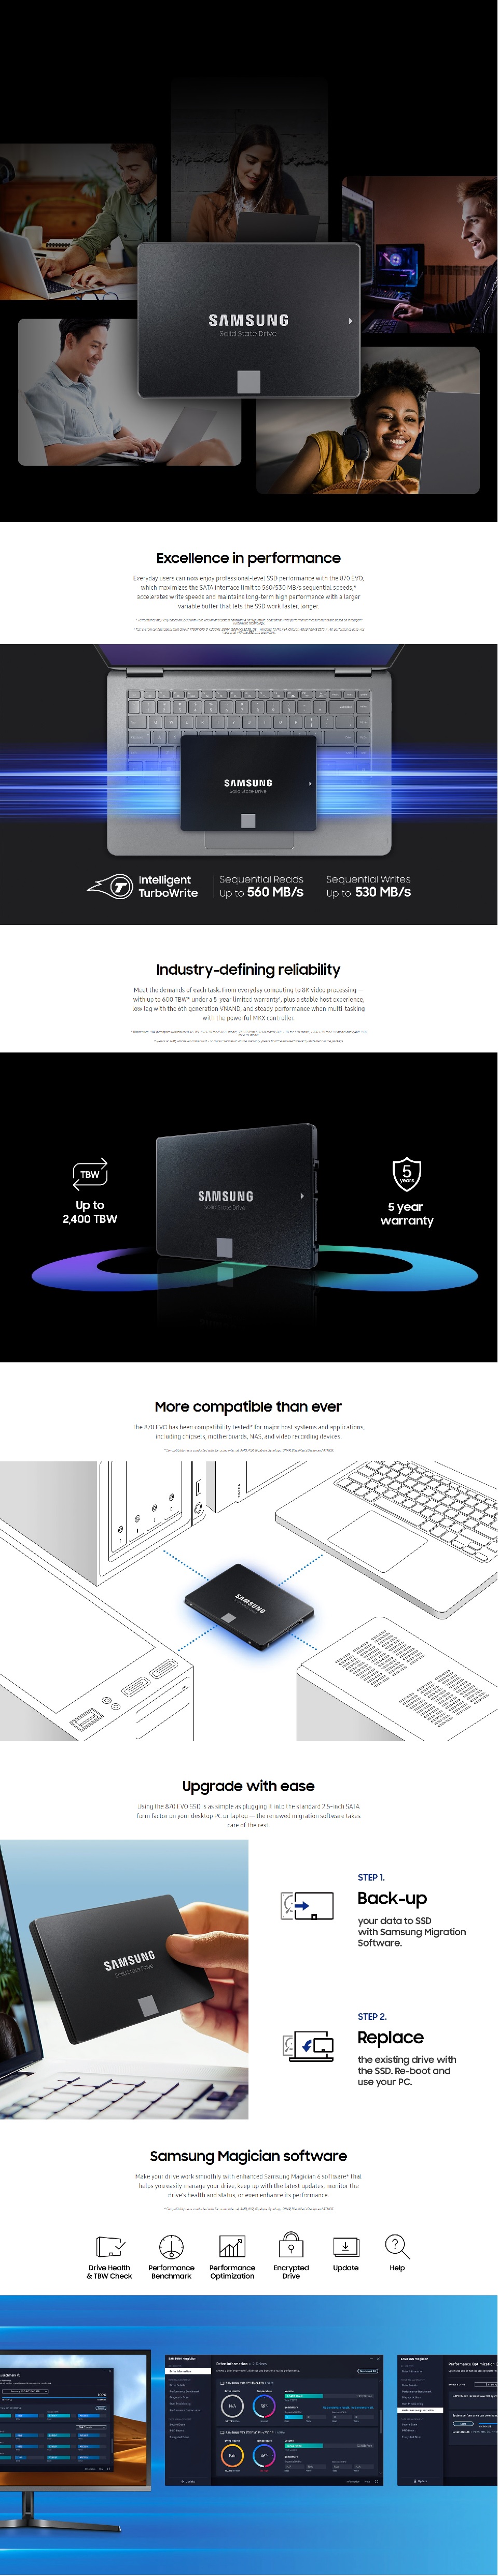 SAMSUNG
Solid State Drive
Excellence in performance
Everyday users can now enjoy professional-level SSD performance with the 870 EVO,
which maximizes the SATA interface limit to 560/530 MB/s sequential speeds,*
accelerates write speeds and maintains long-term high performance with a larger
variable buffer that lets the SSD work faster, longer.
SAMSUNG
Solid State Drive
Intelligent
TurboWrite
Sequential Reads
Up to 560 MB/s
Sequential Writes
Up to 530 MB/s
Industry-defining reliability
Meet the demands of each task. From everyday computing to 8K video processing
with up to 600 TBW* under a 5-year limited warranty*, plus a stable host experience,
low lag with the 6th generation VNAND, and steady performance when multi-tasking
with the powerful MKX controller.
TBW
Up to
2,400 TBW
SAMSUNG
Solid State Drive
5
years
5 year
warranty
More compatible than ever
The 870 EVO has been compatibility tested* for major host systems and applications,
including chipsets, motherboards, NAS, and video recording devices.
SAMSUNG
Upgrade with ease
Using the 870 EVO SSD is as simple as plugging it into the standard 2.5-inch SATA
form factor on your desktop PC or laptop — the renewed migration software takes
care of the rest.
SAMSUNG
Solid State Drive
STEP 1.
Back-up
your data to SSD
with Samsung Migration
Software.
STEP 2.
Replace
the existing drive with
the SSD. Re-boot and
use your PC.
Samsung Magician software
Make your drive work smoothly with enhanced Samsung Magician 6 software* that
helps you easily manage your drive, keep up with the latest updates, monitor the
drive's health and status, or even enhance its performance.
Drive Health
& TBW Check
Performance
Benchmark
Performance
Optimization
Encrypted
Drive
Update
Help
Drive Information
Performance Optimization